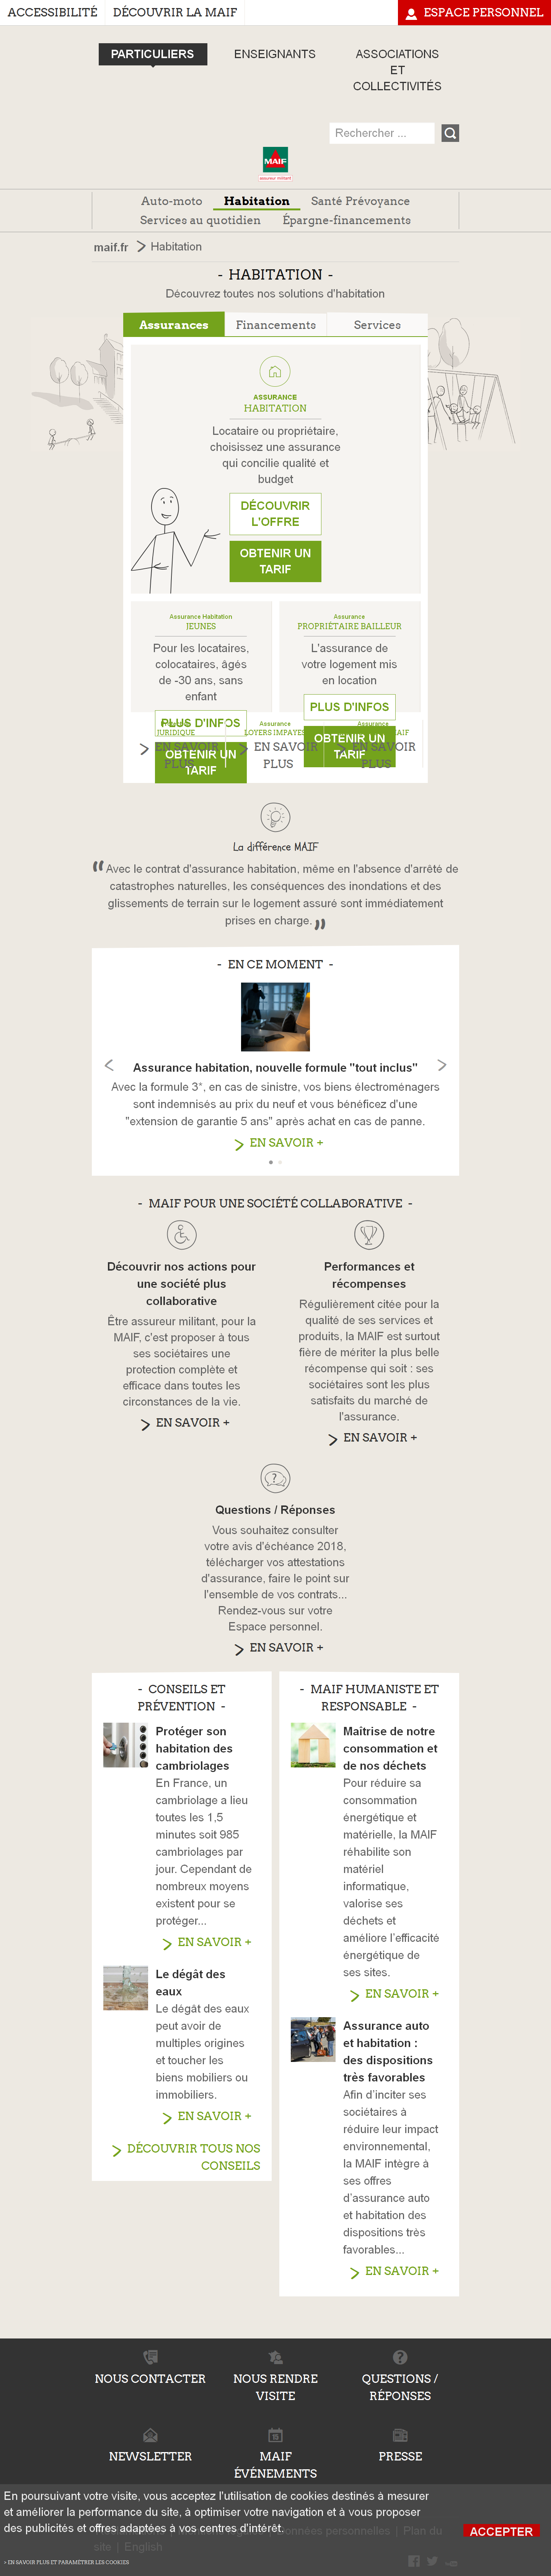 ACCESSIBILITÉ
DÉCOUVRIR LA MAIF
ESPACE PERSONNEL
PARTICULIERS
ENSEIGNANTS
ASSOCIATIONS
ET
COLLECTIVITÉS
Rechercher ...
MAIF
assureur militant
Auto-moto
Habitation
Santé Prévoyance
Services au quotidien
Épargne-financements
maif.fr
Habitation
- HABITATION -
Découvrez toutes nos solutions d'habitation
Assurances
Financements
Services
ASSURANCE
HABITATION
Locataire ou propriétaire,
choisissez une assurance
qui concilie qualité et
budget
DÉCOUVRIR
L'OFFRE
OBTENIR UN
TARIF
Assurance Habitation
JEUNES
Pour les locataires,
colocataires, âgés
de -30 ans, sans
enfant
PLUS D'INFOS
OBTENIR UN
TARIF
Assurance
PROPRIÉTAIRE BAILLEUR
L'assurance de
votre logement mis
en location
PLUS D'INFOS
OBTENIR UN
TARIF
JURIDIQUE
EN SAVOIR
PLUS
Assurance
LOYERS IMPAYÉS
EN SAVOIR
PLUS
Assurance
MAIF
EN SAVOIR
PLUS
La différence MAIF
“ Avec le contrat d'assurance habitation, même en l'absence d'arrêté de
catastrophes naturelles, les conséquences des inondations et des
glissements de terrain sur le logement assuré sont immédiatement
prises en charge. ”
- EN CE MOMENT -
Assurance habitation, nouvelle formule "tout inclus"
Avec la formule 3*, en cas de sinistre, vos biens électroménagers
sont indemnisés au prix du neuf et vous bénéficez d'une
"extension de garantie 5 ans" après achat en cas de panne.
EN SAVOIR +
- MAIF POUR UNE SOCIÉTÉ COLLABORATIVE -
Découvrir nos actions pour
une société plus
collaborative
Être assureur militant, pour la
MAIF, c'est proposer à tous
ses sociétaires une
protection complète et
efficace dans toutes les
circonstances de la vie.
EN SAVOIR +
Performances et
récompenses
Régulièrement citée pour la
qualité de ses services et
produits, la MAIF est surtout
fière de mériter la plus belle
récompense qui soit : ses
sociétaires sont les plus
satisfaits du marché de
l'assurance.
EN SAVOIR +
Questions / Réponses
Vous souhaitez consulter
votre avis d'échéance 2018,
télécharger vos attestations
d'assurance, faire le point sur
l'ensemble de vos contrats...
Rendez-vous sur votre
Espace personnel.
EN SAVOIR +
- CONSEILS ET
PRÉVENTION -
Protéger son
habitation des
cambriolages
En France, un
cambriolage a lieu
toutes les 1,5
minutes soit 985
cambriolages par
jour. Cependant de
nombreux moyens
existent pour se
protéger...
EN SAVOIR +
Le dégât des
eaux
Le dégât des eaux
peut avoir de
multiples origines
et toucher les
biens mobiliers ou
immobiliers.
EN SAVOIR +
DÉCOUVRIR TOUS NOS
CONSEILS
- MAIF HUMANISTE ET
RESPONSABLE -
Maîtrise de notre
consommation et
de nos déchets
Pour réduire sa
consommation
énergétique et
matérielle, la MAIF
réhabilite son
matériel
informatique,
valorise ses
déchets et
améliore l'efficacité
énergétique de
ses sites.
EN SAVOIR +
Assurance auto
et habitation :
des dispositions
très favorables
Afin d'inciter ses
sociétaires à
réduire leur impact
environnemental,
la MAIF intègre à
ses offres
d'assurance auto
et habitation des
dispositions très
favorables...
EN SAVOIR +
NOUS CONTACTER
NOUS RENDRE
VISITE
QUESTIONS /
RÉPONSES
NEWSLETTER
MAIF
ÉVÉNEMENTS
PRESSE
En poursuivant votre visite, vous acceptez l'utilisation de cookies destinés à mesurer
et améliorer la performance du site, à optimiser votre navigation et à vous proposer
des publicités et offres adaptées à vos centres d'intérêt.
ACCEPTER
données personnelles | Plan du
site | English
> EN SAVOIR PLUS ET PARAMÉTRER LES COOKIES